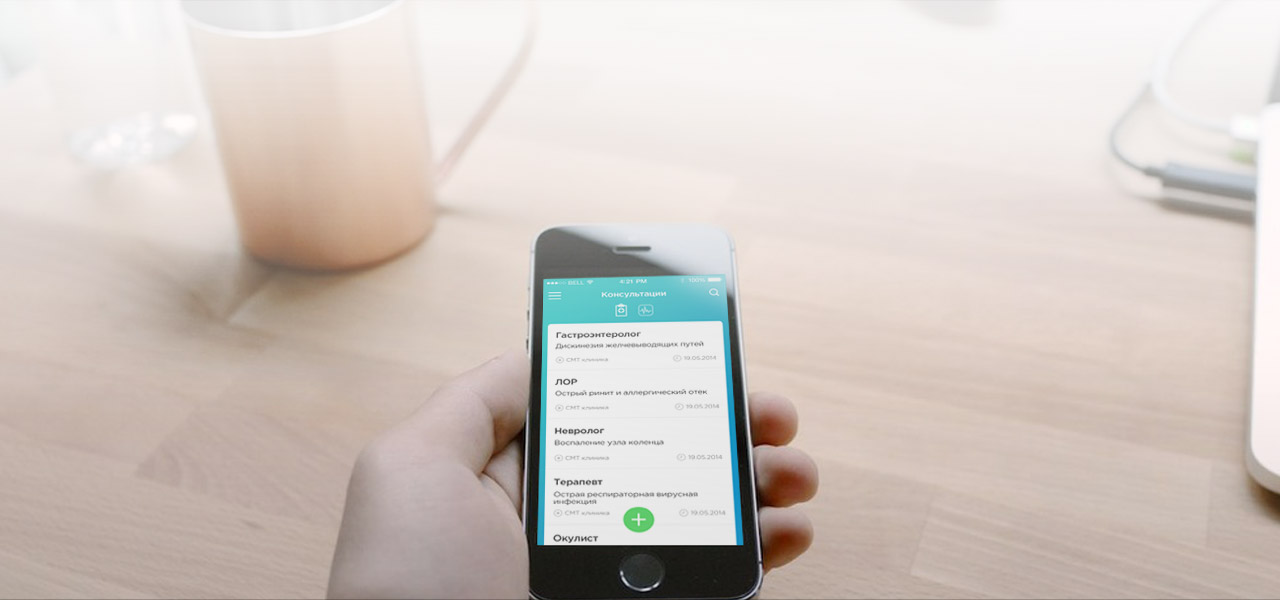 BELL 4:21 PM 100%
Консультации
Гастроэнтеролог
Дискинезия желчевыводящих путей
СМТ клиника 19.05.2014
ЛОР
Острый ринит и аллергический отек
СМТ клиника 19.05.2014
Невролог
Воспаление узла коленца
СМТ клиника 19.05.2014
Терапевт
Острая респираторная вирусная
инфекция
СМТ клиника 19.05.2014
Окулист